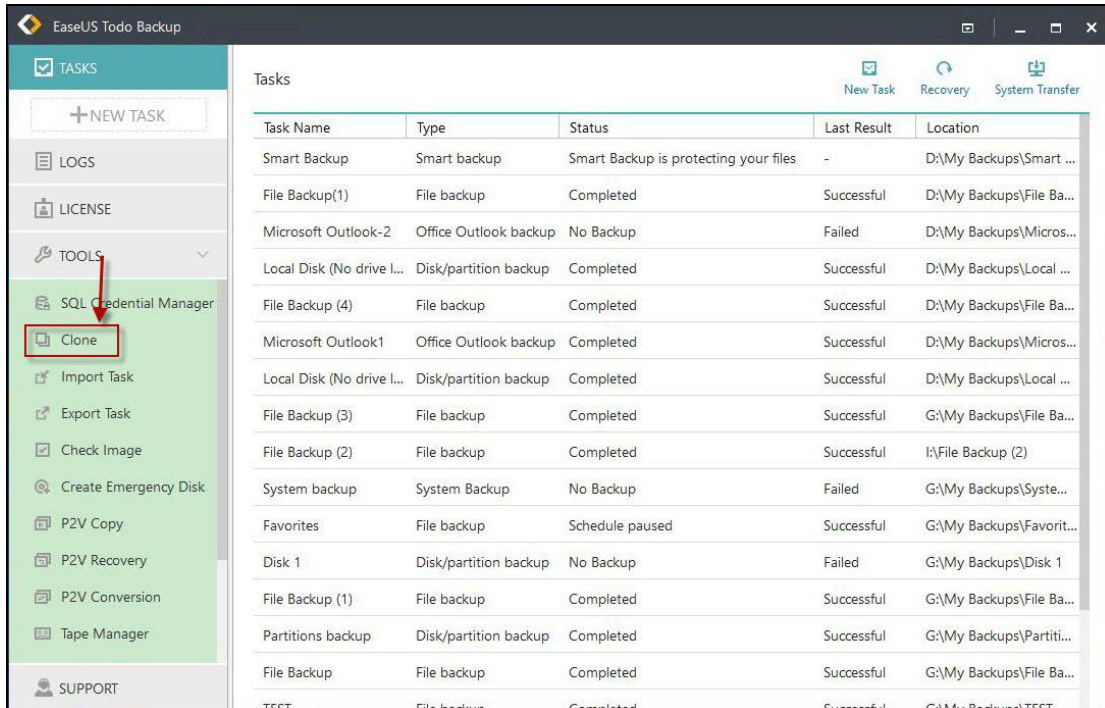 EaseUS Todo Backup
TASKS
NEW TASK
LOGS
LICENSE
TOOLS
SQL Credential Manager
Clone
Import Task
Export Task
Check Image
Create Emergency Disk
P2V Copy
P2V Recovery
P2V Conversion
Tape Manager
SUPPORT
Tasks
New Task Recovery System Transfer
Task Name Type Status Last Result Location
Smart Backup Smart backup Smart Backup is protecting your files - D:\My Backups\Smart ...
File Backup(1) File backup Completed Successful D:\My Backups\File Ba...
Microsoft Outlook-2 Office Outlook backup No Backup Failed D:\My Backups\Micros...
Local Disk (No drive l... Disk/partition backup Completed Successful D:\My Backups\Local ...
File Backup (4) File backup Completed Successful D:\My Backups\File Ba...
Microsoft Outlook1 Office Outlook backup Completed Successful D:\My Backups\Micros...
Local Disk (No drive l... Disk/partition backup Completed Successful D:\My Backups\Local ...
File Backup (3) File backup Completed Successful G:\My Backups\File Ba...
File Backup (2) File backup Completed Successful I:\File Backup (2)
System backup System Backup No Backup Failed G:\My Backups\Syste...
Favorites File backup Schedule paused Successful G:\My Backups\Favorit...
Disk 1 Disk/partition backup No Backup Failed G:\My Backups\Disk 1
File Backup (1) File backup Completed Successful G:\My Backups\File Ba...
Partitions backup Disk/partition backup Completed Successful G:\My Backups\Partiti...
File Backup File backup Completed Successful G:\My Backups\File Ba...
TEST File backup Completed Successful G:\My Backups\TEST